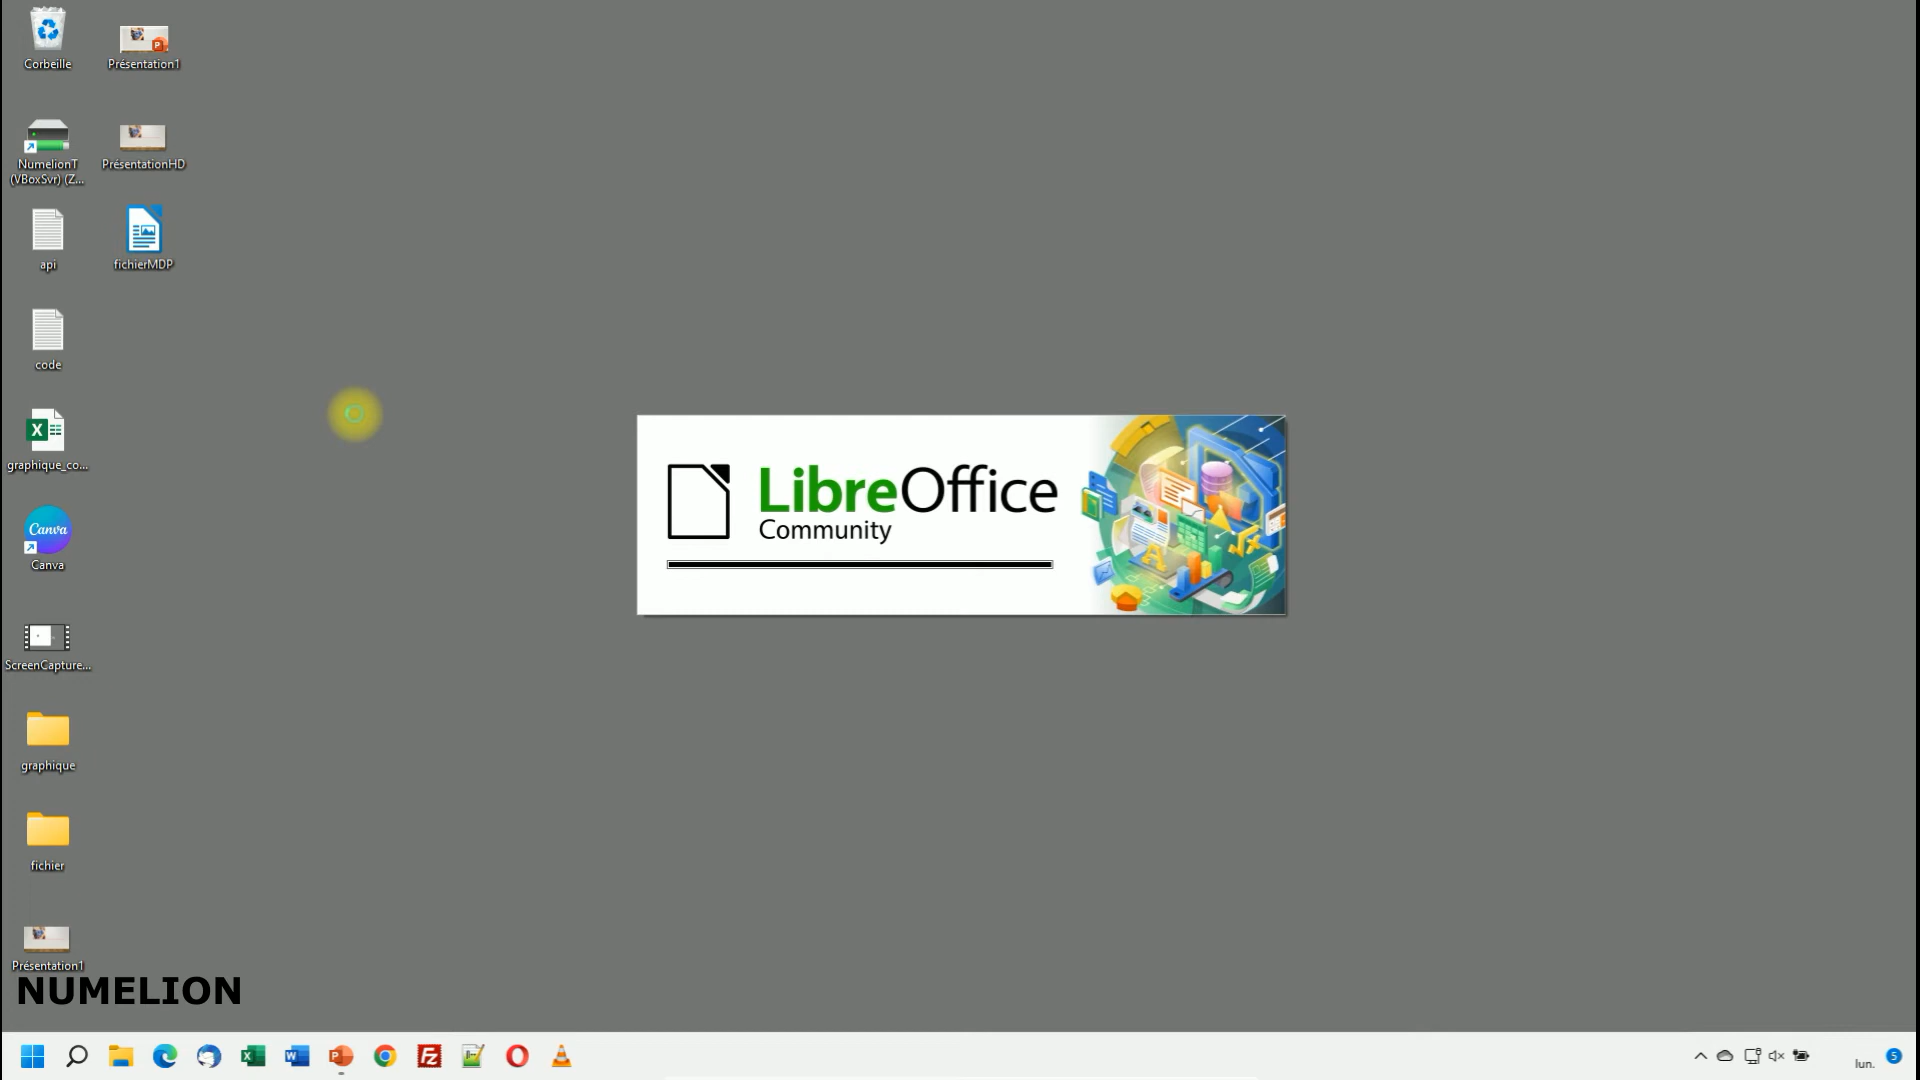 Corbeille
Présentation1
NumelionT
(VBoxSvr) (Z...
PrésentationHD
api
fichierMDP
code
X
graphique_co...
Canva
Canva
ScreenCapture...
graphique
fichier
Présentation1
NUMELION
LibreOffice
Community
X
W
P
FZ
lun.
5